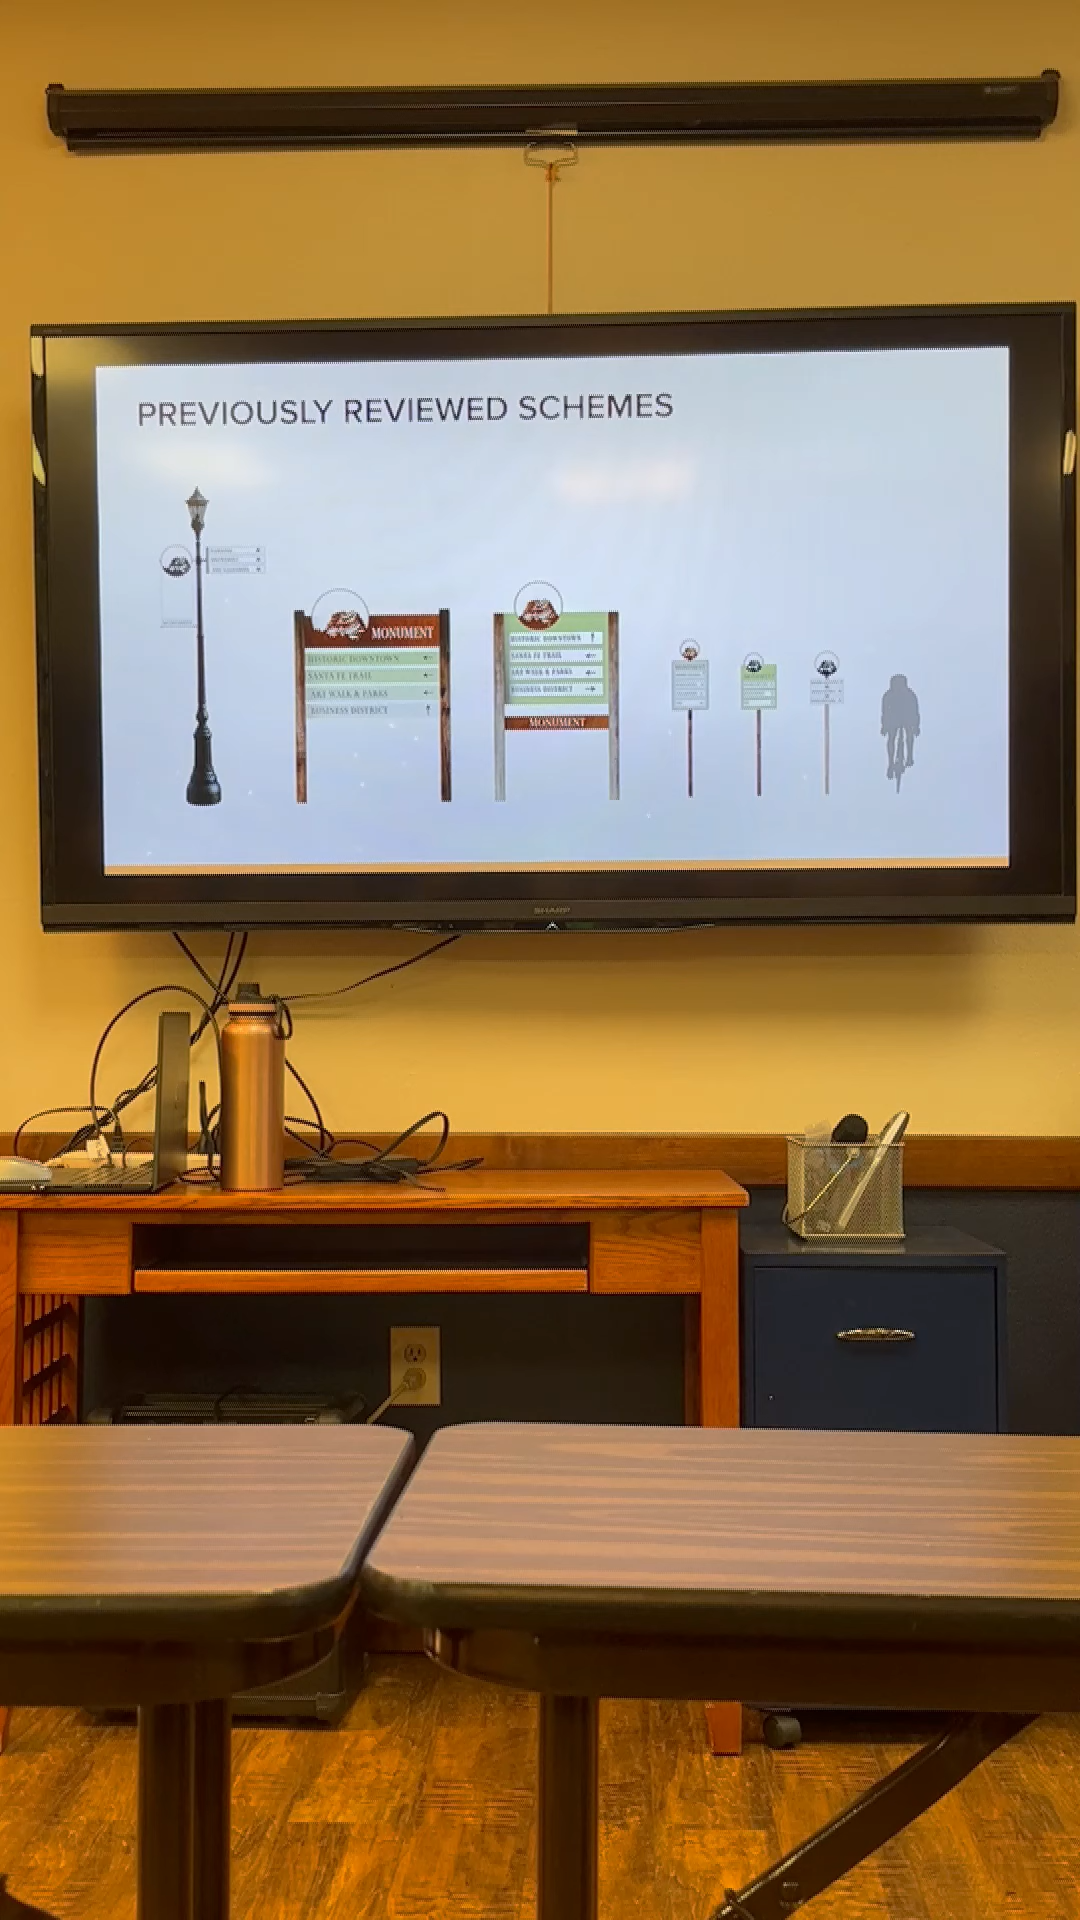 PREVIOUSLY REVIEWED SCHEMES
MONUMENT
HISTORIC DOWNTOWN
SANTA FE TRAIL
ART WALK & PARKS
BUSINESS DISTRICT
HISTORIC DOWNTOWN
SANTA FE TRAIL
ART WALK & PARKS
BUSINESS DISTRICT
MONUMENT
SHARP